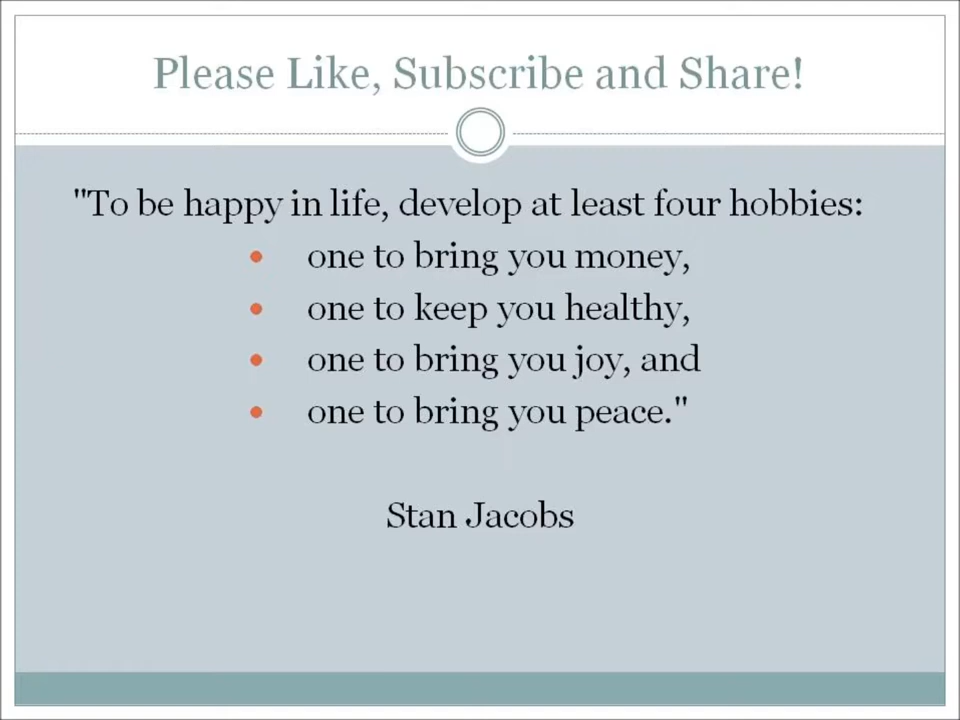 Please Like, Subscribe and Share!
"To be happy in life, develop at least four hobbies:
• one to bring you money,
• one to keep you healthy,
• one to bring you joy, and
• one to bring you peace."
Stan Jacobs